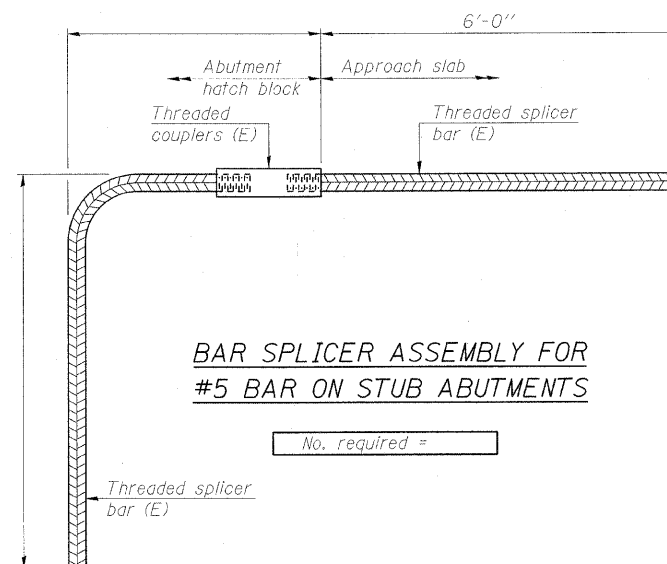 6'-0"
Abutment
hatch block
Approach slab
Threaded
couplers (E)
Threaded splicer
bar (E)
BAR SPLICER ASSEMBLY FOR
#5 BAR ON STUB ABUTMENTS
No. required =
Threaded splicer
bar (E)